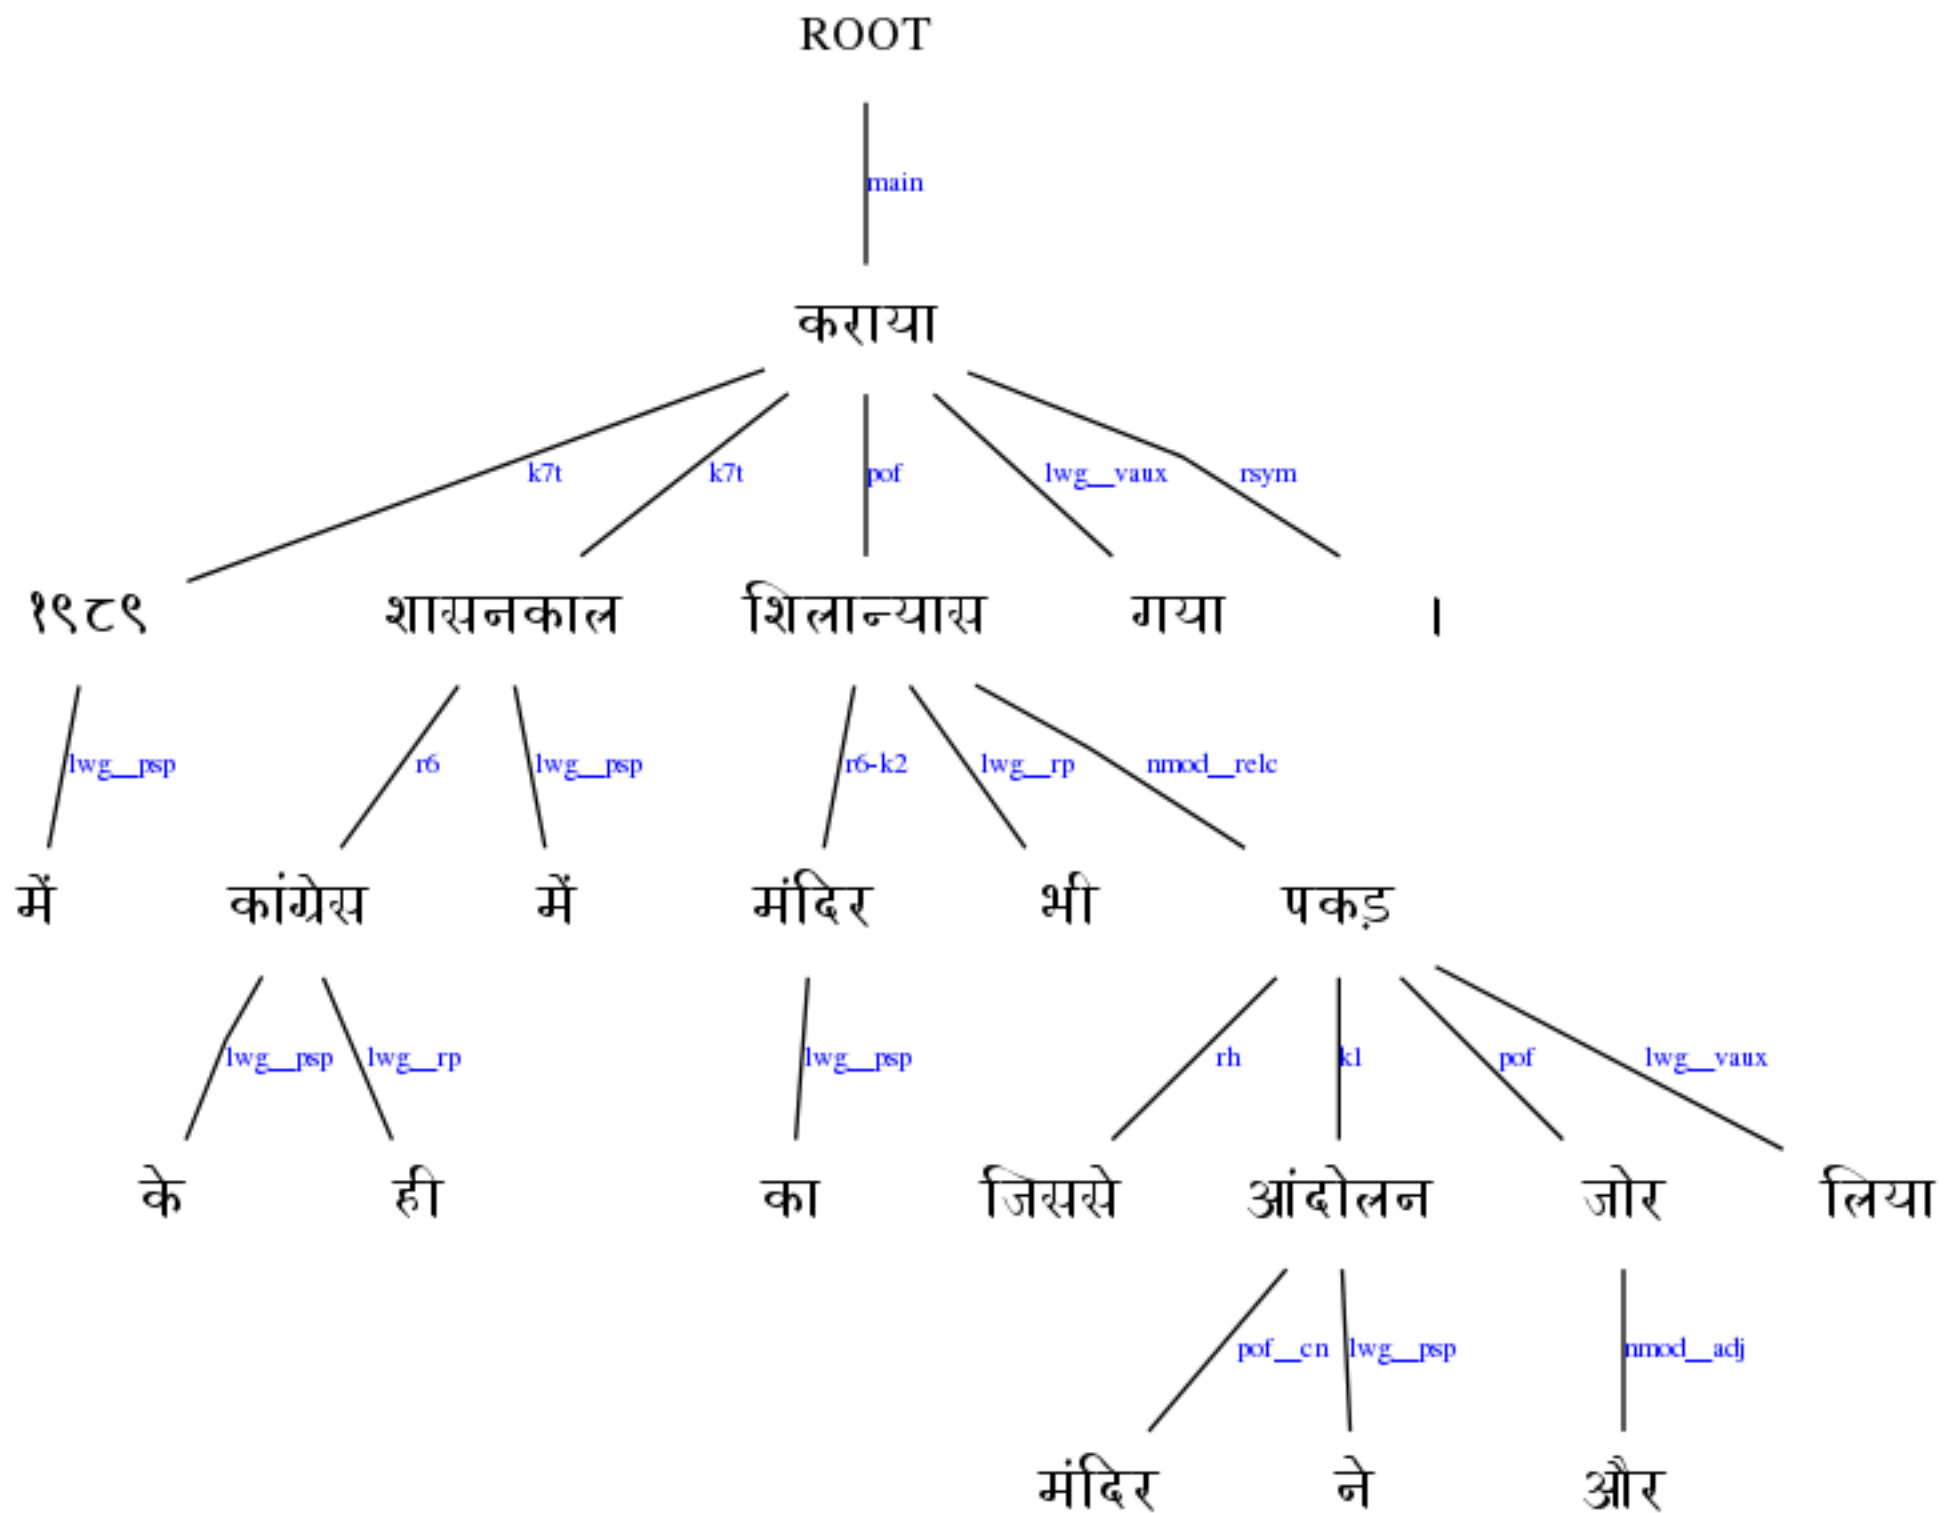 ROOT
main
कराया
k7t k7t pof lwg__vaux rsym
१९८९ शासनकाल शिलान्यास गया ।
lwg__psp r6 lwg__psp r6-k2 lwg__rp nmod__relc
में कांग्रेस में मंदिर भी पकड़
lwg__psp lwg__rp lwg__psp rh k1 pof lwg__vaux
के ही का जिससे आंदोलन जोर लिया
pof__cn lwg__psp nmod__adj
मंदिर ने और